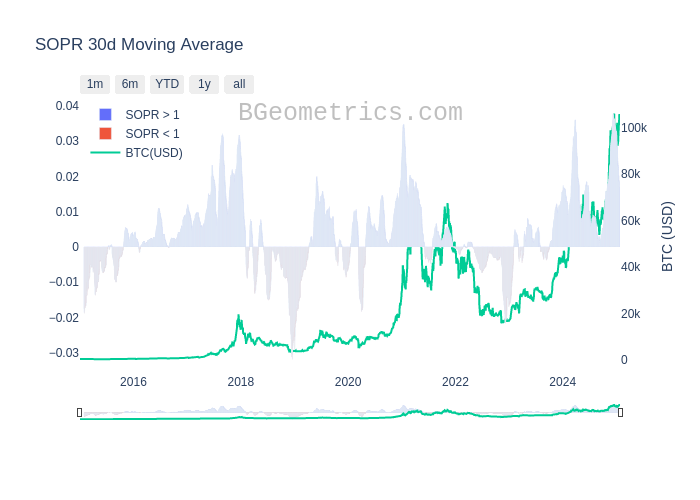 SOPR 30d Moving Average
1m 6m YTD 1y all
BGeometrics.com
SOPR > 1
SOPR < 1
BTC(USD)
0.04
0.03
0.02
0.01
0
−0.01
−0.02
−0.03
100k
80k
60k
40k
20k
0
BTC (USD)
2016 2018 2020 2022 2024